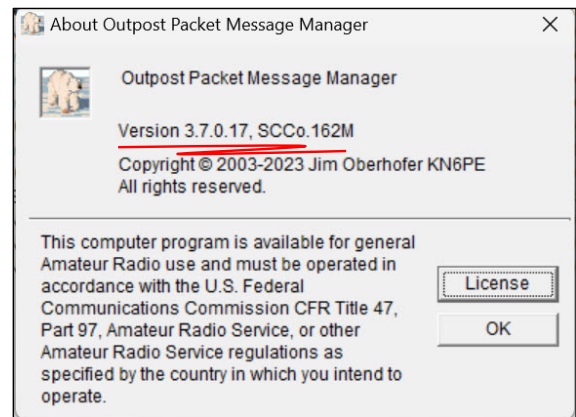 About Outpost Packet Message Manager
Outpost Packet Message Manager
Version 3.7.0.17, SCCo.162M
Copyright © 2003-2023 Jim Oberhofer KN6PE
All rights reserved.
This computer program is available for general
Amateur Radio use and must be operated in
accordance with the U.S. Federal
Communications Commission CFR Title 47,
Part 97, Amateur Radio Service, or other
Amateur Radio Service regulations as
specified by the country in which you intend to
operate.
License
OK